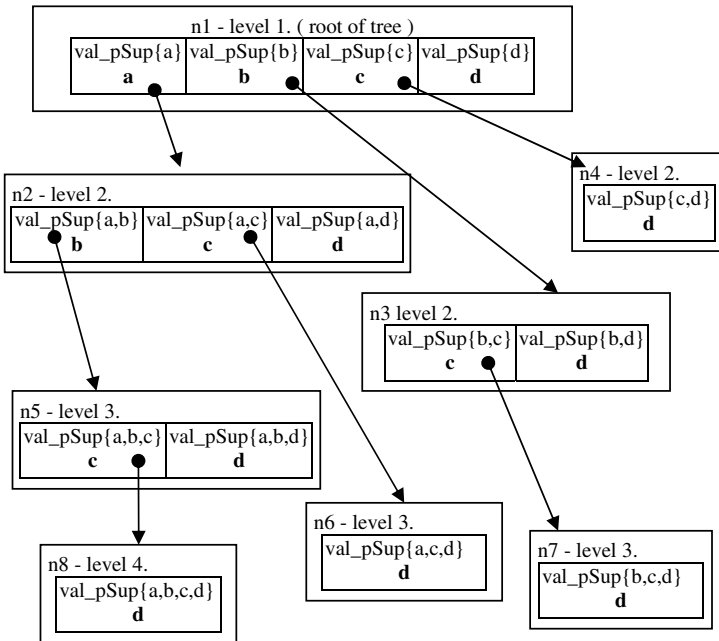 n1 - level 1. ( root of tree )
val_pSup{a} val_pSup{b} val_pSup{c} val_pSup{d}
a b c d
n2 - level 2.
val_pSup{a,b} val_pSup{a,c} val_pSup{a,d}
b c d
n4 - level 2.
val_pSup{c,d}
d
n3 level 2.
val_pSup{b,c} val_pSup{b,d}
c d
n5 - level 3.
val_pSup{a,b,c} val_pSup{a,b,d}
c d
n6 - level 3.
val_pSup{a,c,d}
d
n7 - level 3.
val_pSup{b,c,d}
d
n8 - level 4.
val_pSup{a,b,c,d}
d